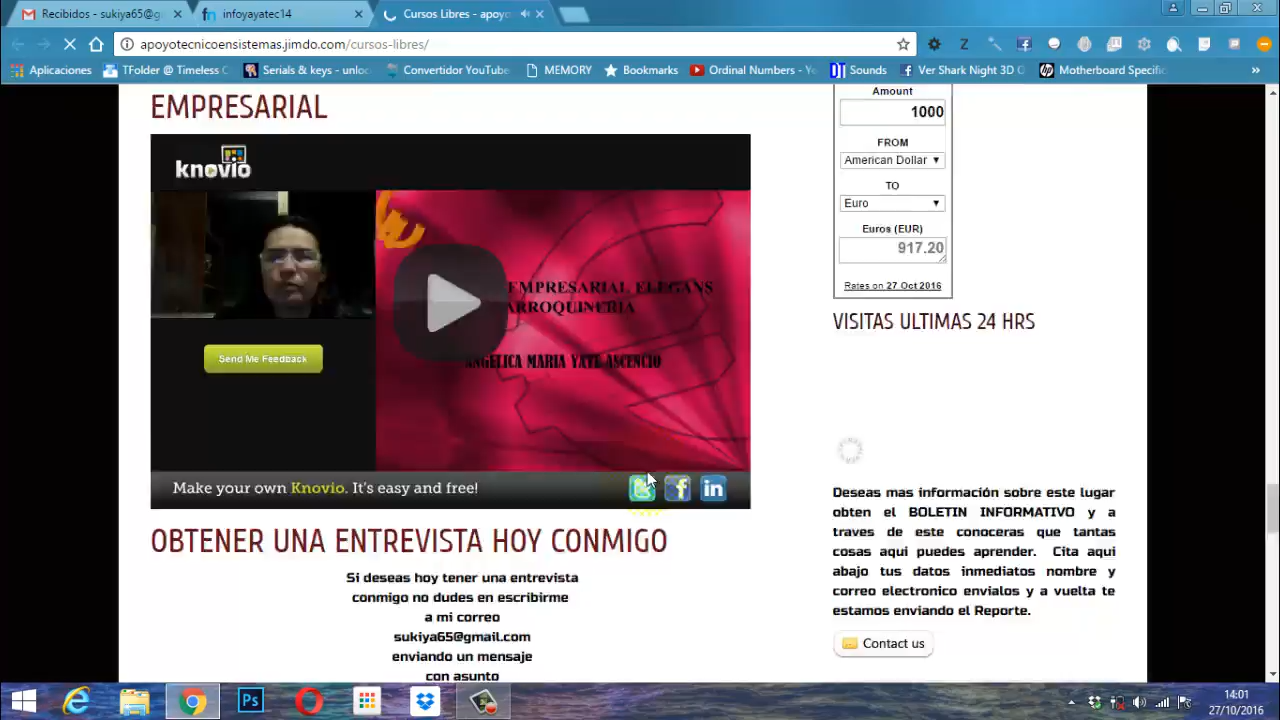 Recibidos - sukiya65@g
infoyayatec14
Cursos Libres - apoyo
apoyotecnicoensistemas.jimdo.com/cursos-libres/
Aplicaciones
TFolder @ Timeless
Serials & keys - unloc
Convertidor YouTube
MEMORY
Bookmarks
Ordinal Numbers - Yo
Sounds
Ver Shark Night 3D O
Motherboard Specific
EMPRESARIAL
knovio
EMPRESARIAL ELEGANS
ARROQUINERIA
ANGELICA MARIA YATE ASCENCIO
Send Me Feedback
Make your own Knovio. It's easy and free!
OBTENER UNA ENTREVISTA HOY CONMIGO
Si deseas hoy tener una entrevista
conmigo no dudes en escribirme
a mi correo
sukiya65@gmail.com
enviando un mensaje
con asunto
Amount
1000
FROM
American Dollar
TO
Euro
Euros (EUR)
917.20
Rates on 27 Oct 2016
VISITAS ULTIMAS 24 HRS
Deseas mas información sobre este lugar
obten el BOLETIN INFORMATIVO y a
traves de este conoceras que tantas
cosas aqui puedes aprender. Cita aqui
abajo tus datos inmediatos nombre y
correo electronico envialos y a vuelta te
estamos enviando el Reporte.
Contact us
14:01
27/10/2016